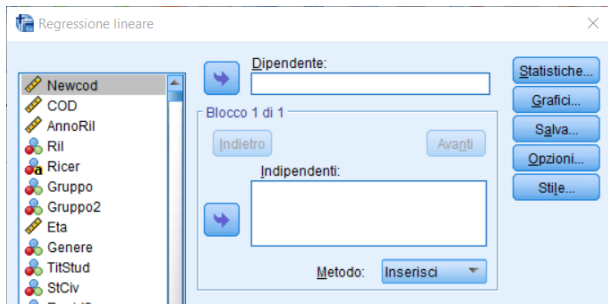 Regressione lineare
Newcod
COD
AnnoRil
Ril
Ricer
Gruppo
Gruppo2
Eta
Genere
TitStud
StCiv
Dipendente:
Blocco 1 di 1
Indietro
Avanti
Indipendenti:
Metodo: Inserisci
Statistiche...
Grafici...
Salva...
Opzioni...
Stile...